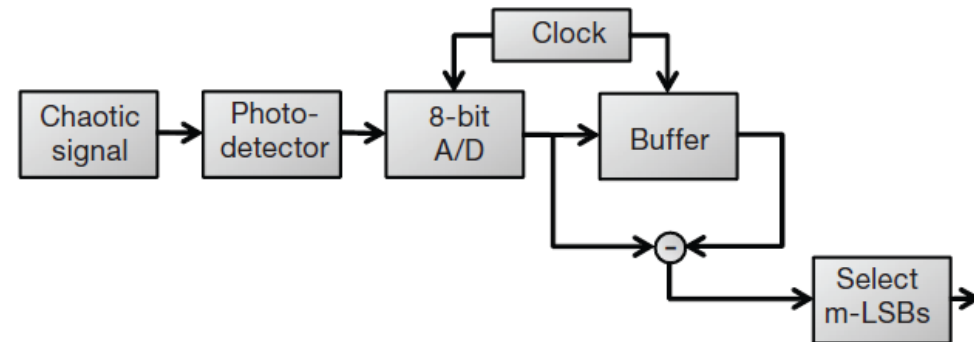 Clock
Chaotic
signal
Photo-
detector
8-bit
A/D
Buffer
-
Select
m-LSBs